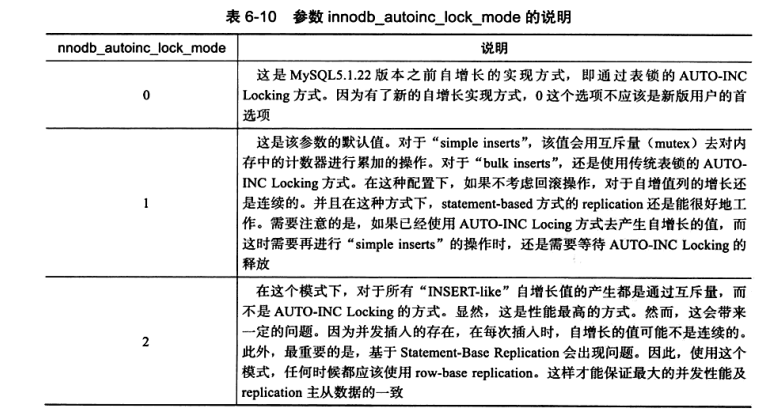 表 6-10 参数 innodb_autoinc_lock_mode 的说明
nnodb_autoinc_lock_mode
说明
0
这是 MySQL5.1.22 版本之前自增长的实现方式，即通过表锁的 AUTO-INC
Locking 方式。因为有了新的自增长实现方式，0 这个选项不应该是新版用户的首
选项
1
这是该参数的默认值。对于“simple inserts”，该值会用互斥量（mutex）去对内
存中的计数器进行累加的操作。对于“bulk inserts”，还是使用传统表锁的 AUTO-
INC Locking 方式。在这种配置下，如果不考虑回滚操作，对于自增值列的增长还
是连续的。并且在这种方式下，statement-based 方式的 replication 还是能很好地工
作。需要注意的是，如果已经使用 AUTO-INC Locing 方式去产生自增长的值，而
这时需要再进行“simple inserts”的操作时，还是需要等待 AUTO-INC Locking 的
释放
2
在这个模式下，对于所有“INSERT-like”自增长值的产生都是通过互斥量，而
不是 AUTO-INC Locking 的方式。显然，这是性能最高的方式。然而，这会带来
一定的问题。因为并发插入的存在，在每次插入时，自增长的值可能不是连续的。
此外，最重要的是，基于 Statement-Base Replication 会出现问题。因此，使用这个
模式，任何时候都应该使用 row-base replication。这样才能保证最大的并发性能及
replication 主从数据的一致